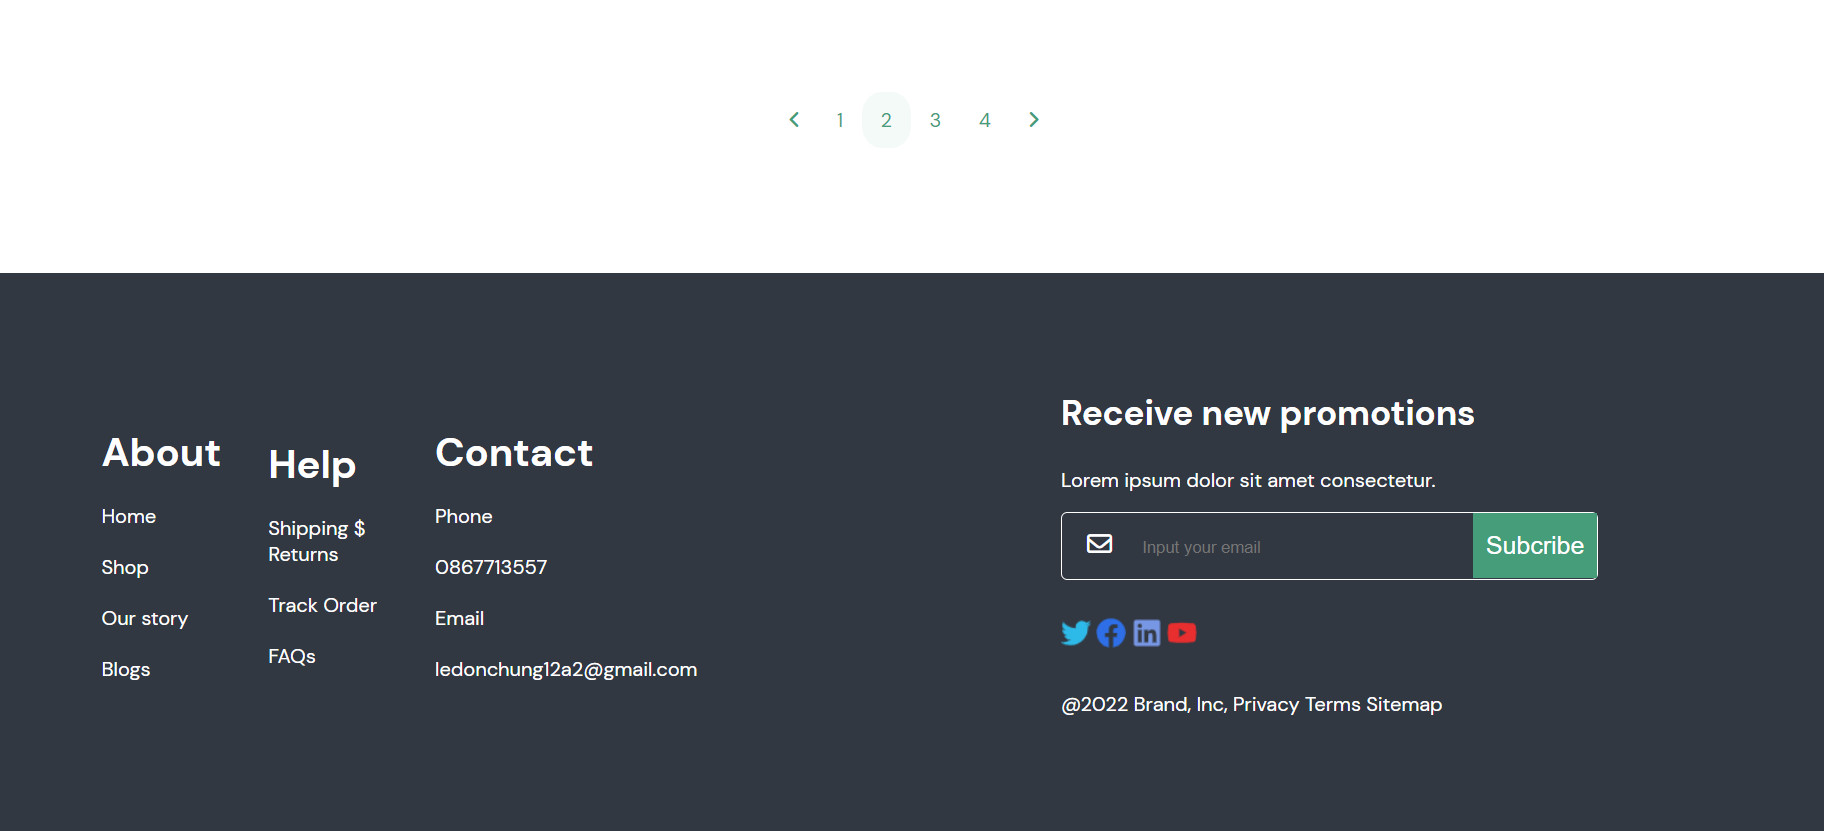 1 2 3 4
About
Home
Shop
Our story
Blogs
Help
Shipping $
Returns
Track Order
FAQs
Contact
Phone
0867713557
Email
ledonchung12a2@gmail.com
Receive new promotions
Lorem ipsum dolor sit amet consectetur.
Input your email
Subcribe
@2022 Brand, Inc, Privacy Terms Sitemap